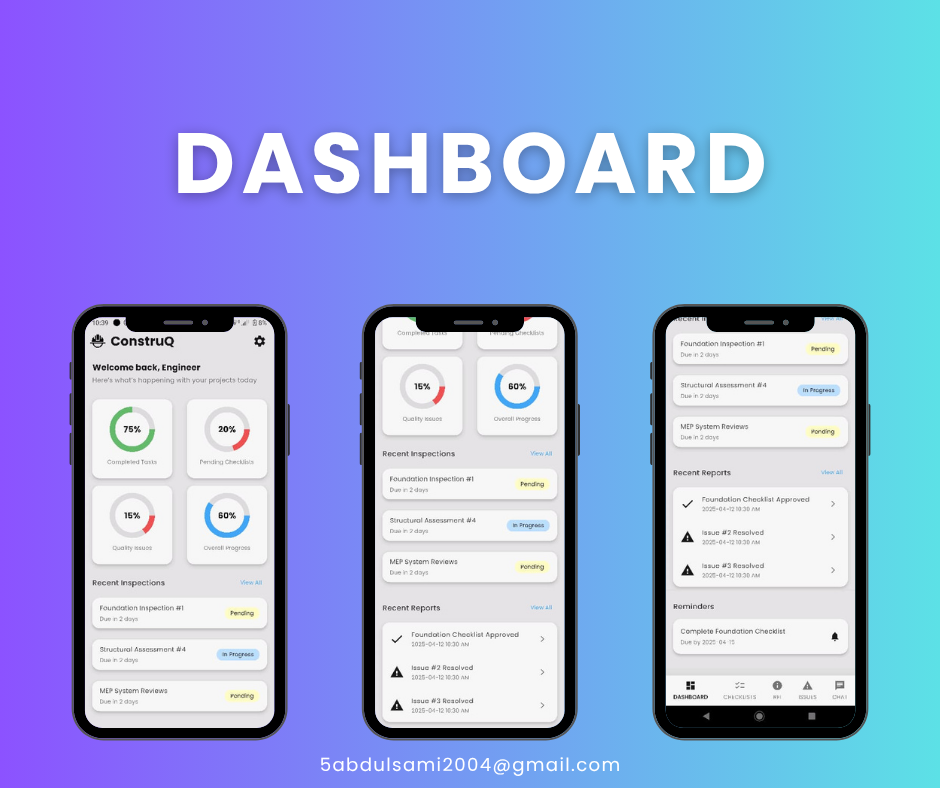 DASHBOARD
10:39
8%
ConstruQ
Welcome back, Engineer
Here's what's happening with your projects today
75%
20%
Completed Tasks
Pending Checklists
15%
60%
Quality Issues
Overall Progress
Recent Inspections
View All
Foundation Inspection #1
Due in 2 days
Pending
Structural Assessment #4
Due in 2 days
In Progress
MEP System Reviews
Due in 2 days
Pending
Completed Tasks
Pending Checklists
15%
60%
Quality Issues
Overall Progress
Recent Inspections
View All
Foundation Inspection #1
Due in 2 days
Pending
Structural Assessment #4
Due in 2 days
In Progress
MEP System Reviews
Due in 2 days
Pending
Recent Reports
View All
Foundation Checklist Approved
2025-04-12 10:30 AM
Issue #2 Resolved
2025-04-12 10:30 AM
Issue #3 Resolved
2025-04-12 10:30 AM
Foundation Inspection #1
Due in 2 days
Pending
Structural Assessment #4
Due in 2 days
In Progress
MEP System Reviews
Due in 2 days
Pending
Recent Reports
View All
Foundation Checklist Approved
2025-04-12 10:30 AM
Issue #2 Resolved
2025-04-12 10:30 AM
Issue #3 Resolved
2025-04-12 10:30 AM
Reminders
Complete Foundation Checklist
Due by 2025-04-15
DASHBOARD
CHECKLISTS
ISSUES
CHAT
5abdulsami2004@gmail.com